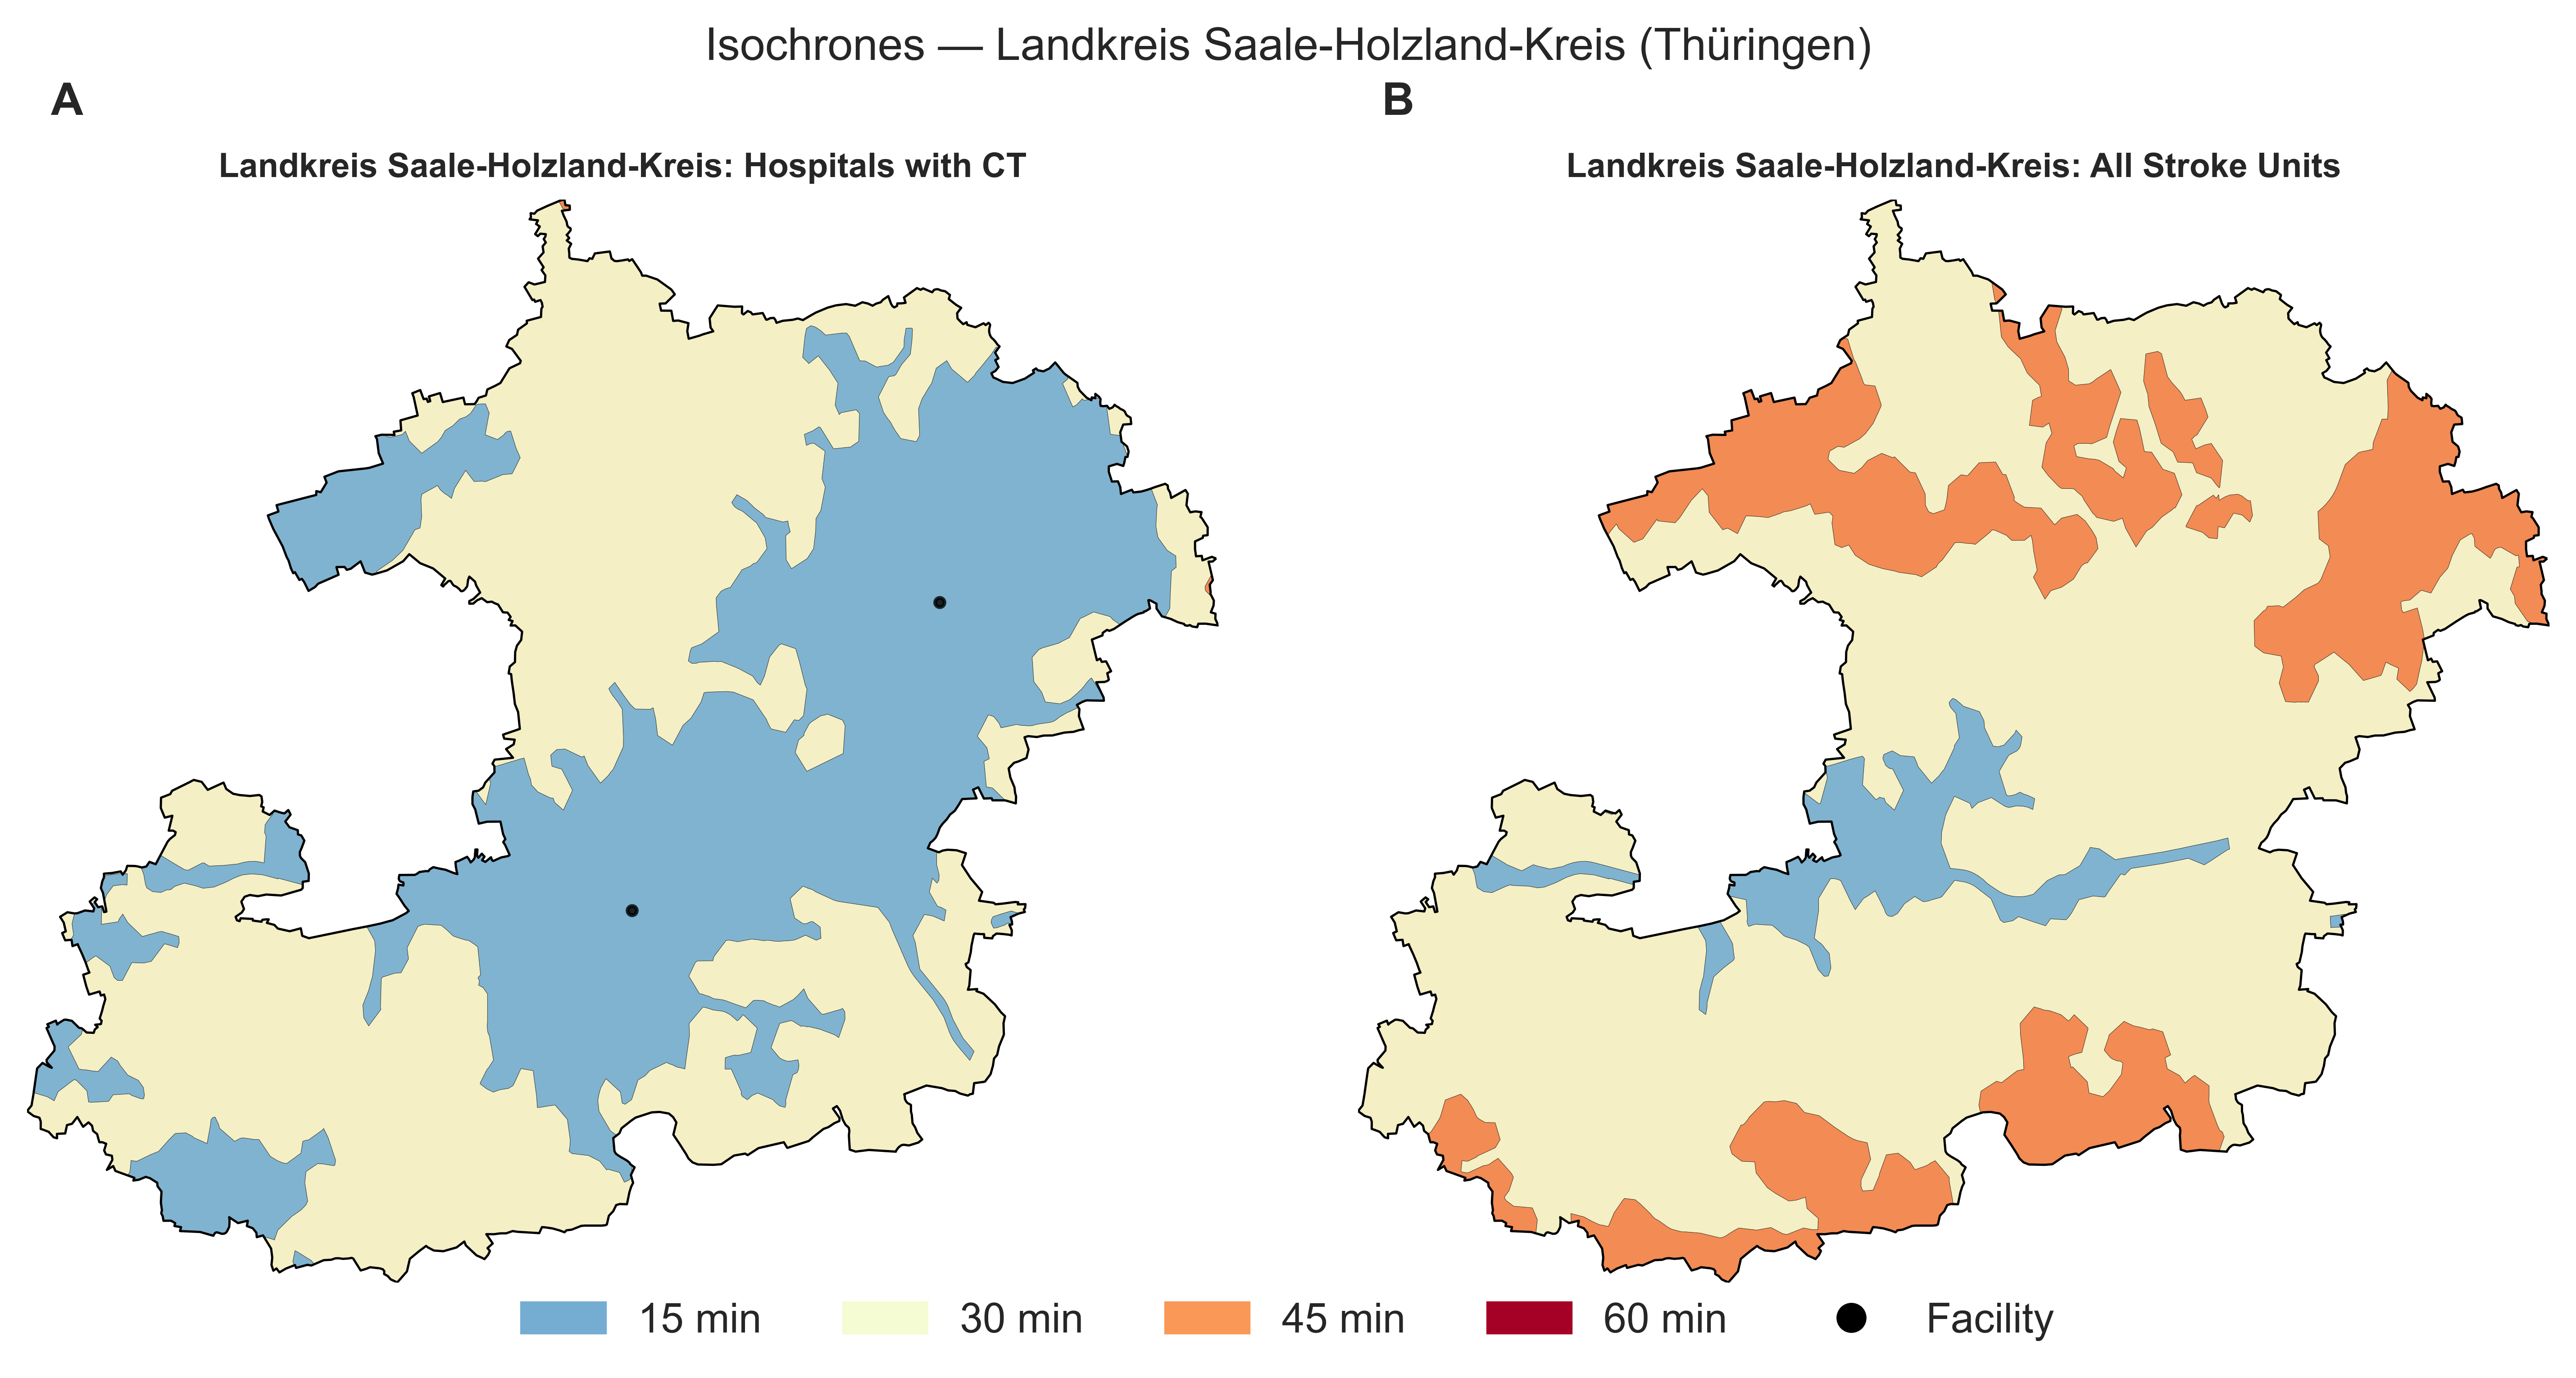 Isochrones — Landkreis Saale-Holzland-Kreis (Thüringen)
A
B
Landkreis Saale-Holzland-Kreis: Hospitals with CT
Landkreis Saale-Holzland-Kreis: All Stroke Units
15 min
30 min
45 min
60 min
Facility